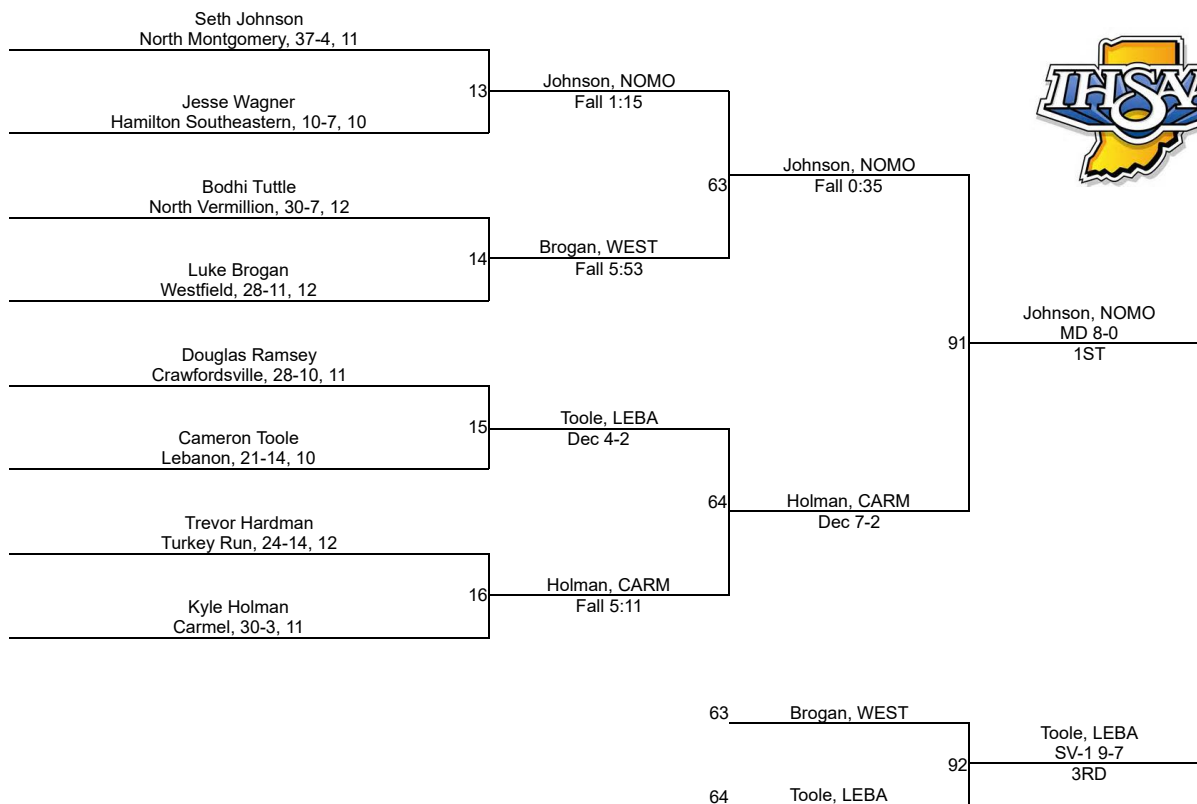 Seth Johnson
North Montgomery, 37-4, 11
Jesse Wagner
Hamilton Southeastern, 10-7, 10
13
Johnson, NOMO
Fall 1:15
Bodhi Tuttle
North Vermillion, 30-7, 12
Luke Brogan
Westfield, 28-11, 12
14
Brogan, WEST
Fall 5:53
63
Johnson, NOMO
Fall 0:35
Douglas Ramsey
Crawfordsville, 28-10, 11
Cameron Toole
Lebanon, 21-14, 10
15
Toole, LEBA
Dec 4-2
Trevor Hardman
Turkey Run, 24-14, 12
Kyle Holman
Carmel, 30-3, 11
16
Holman, CARM
Fall 5:11
64
Holman, CARM
Dec 7-2
91
Johnson, NOMO
MD 8-0
1ST
IHSAA
63
Brogan, WEST
64
Toole, LEBA
92
Toole, LEBA
SV-1 9-7
3RD